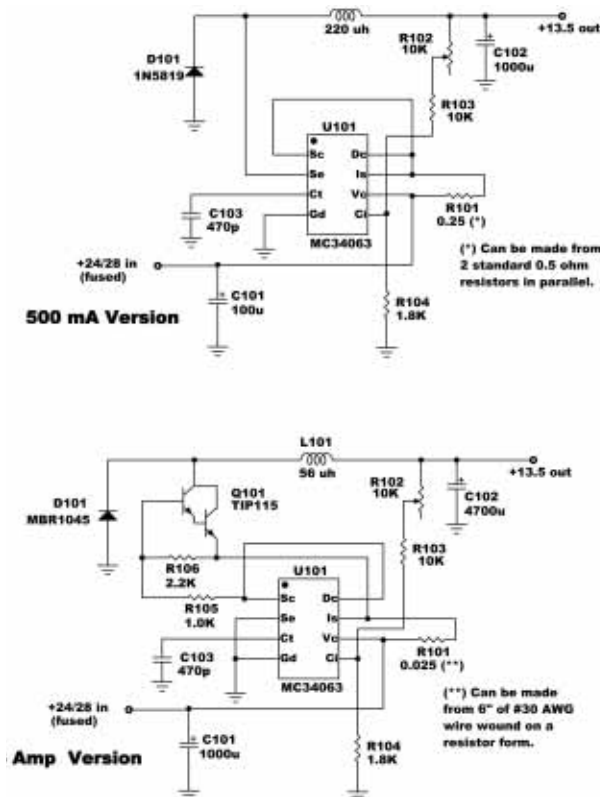 220 uh
+13.5 out
R102
10K
C102
1000u
D101
1N5819
R103
10K
U101
Sc
Dc
Se
Is
Ct
Vc
Gd
Ci
MC34063
C103
470p
R101
0.25 (*)
+24/28 in
(fused)
(*) Can be made from
2 standard 0.5 ohm
resistors in parallel.
C101
100u
R104
1.8K
500 mA Version
L101
56 uh
+13.5 out
R102
10K
C102
4700u
Q101
TIP115
D101
MBR1045
R103
10K
R106
2.2K
U101
R105
1.0K
Sc
Dc
Se
Is
Ct
Vc
Gd
Ci
MC34063
C103
470p
R101
0.025 (**)
+24/28 in
(fused)
(**) Can be made
from 6" of #30 AWG
wire wound on a
resistor form.
C101
1000u
R104
1.8K
Amp Version